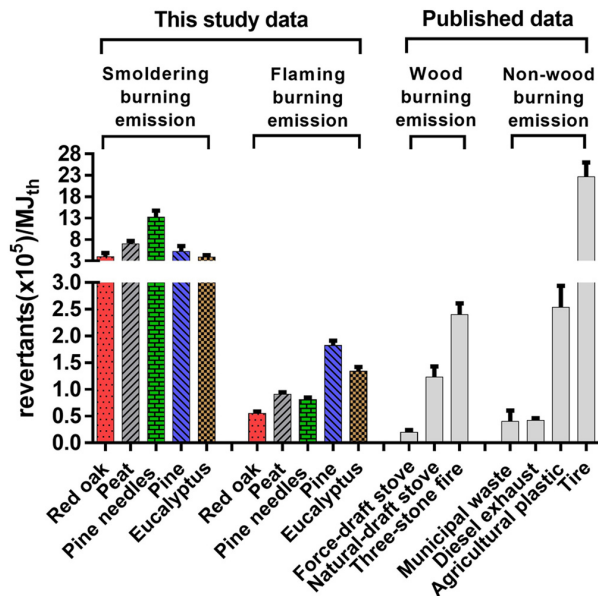 This study data
Published data
Smoldering
burning
emission
Flaming
burning
emission
Wood
burning
emission
Non-wood
burning
emission
revertants(x10⁵)/MJth
28
23
18
13
8
3
3.0
2.5
2.0
1.5
1.0
0.5
0.0
Red oak
Peat
Pine needles
Pine
Eucalyptus
Red oak
Peat
Pine needles
Pine
Eucalyptus
Force-draft stove
Natural-draft stove
Three-stone fire
Municipal waste
Diesel exhaust
Agricultural plastic
Tire